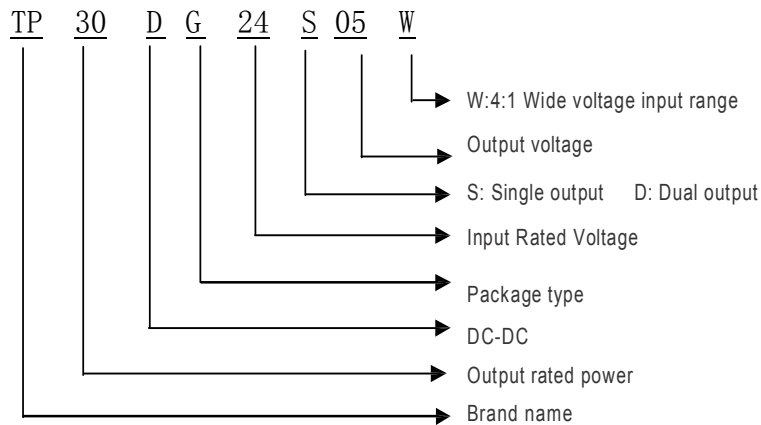 TP 30 D G 24 S 05 W
W:4:1 Wide voltage input range
Output voltage
S: Single output D: Dual output
Input Rated Voltage
Package type
DC-DC
Output rated power
Brand name